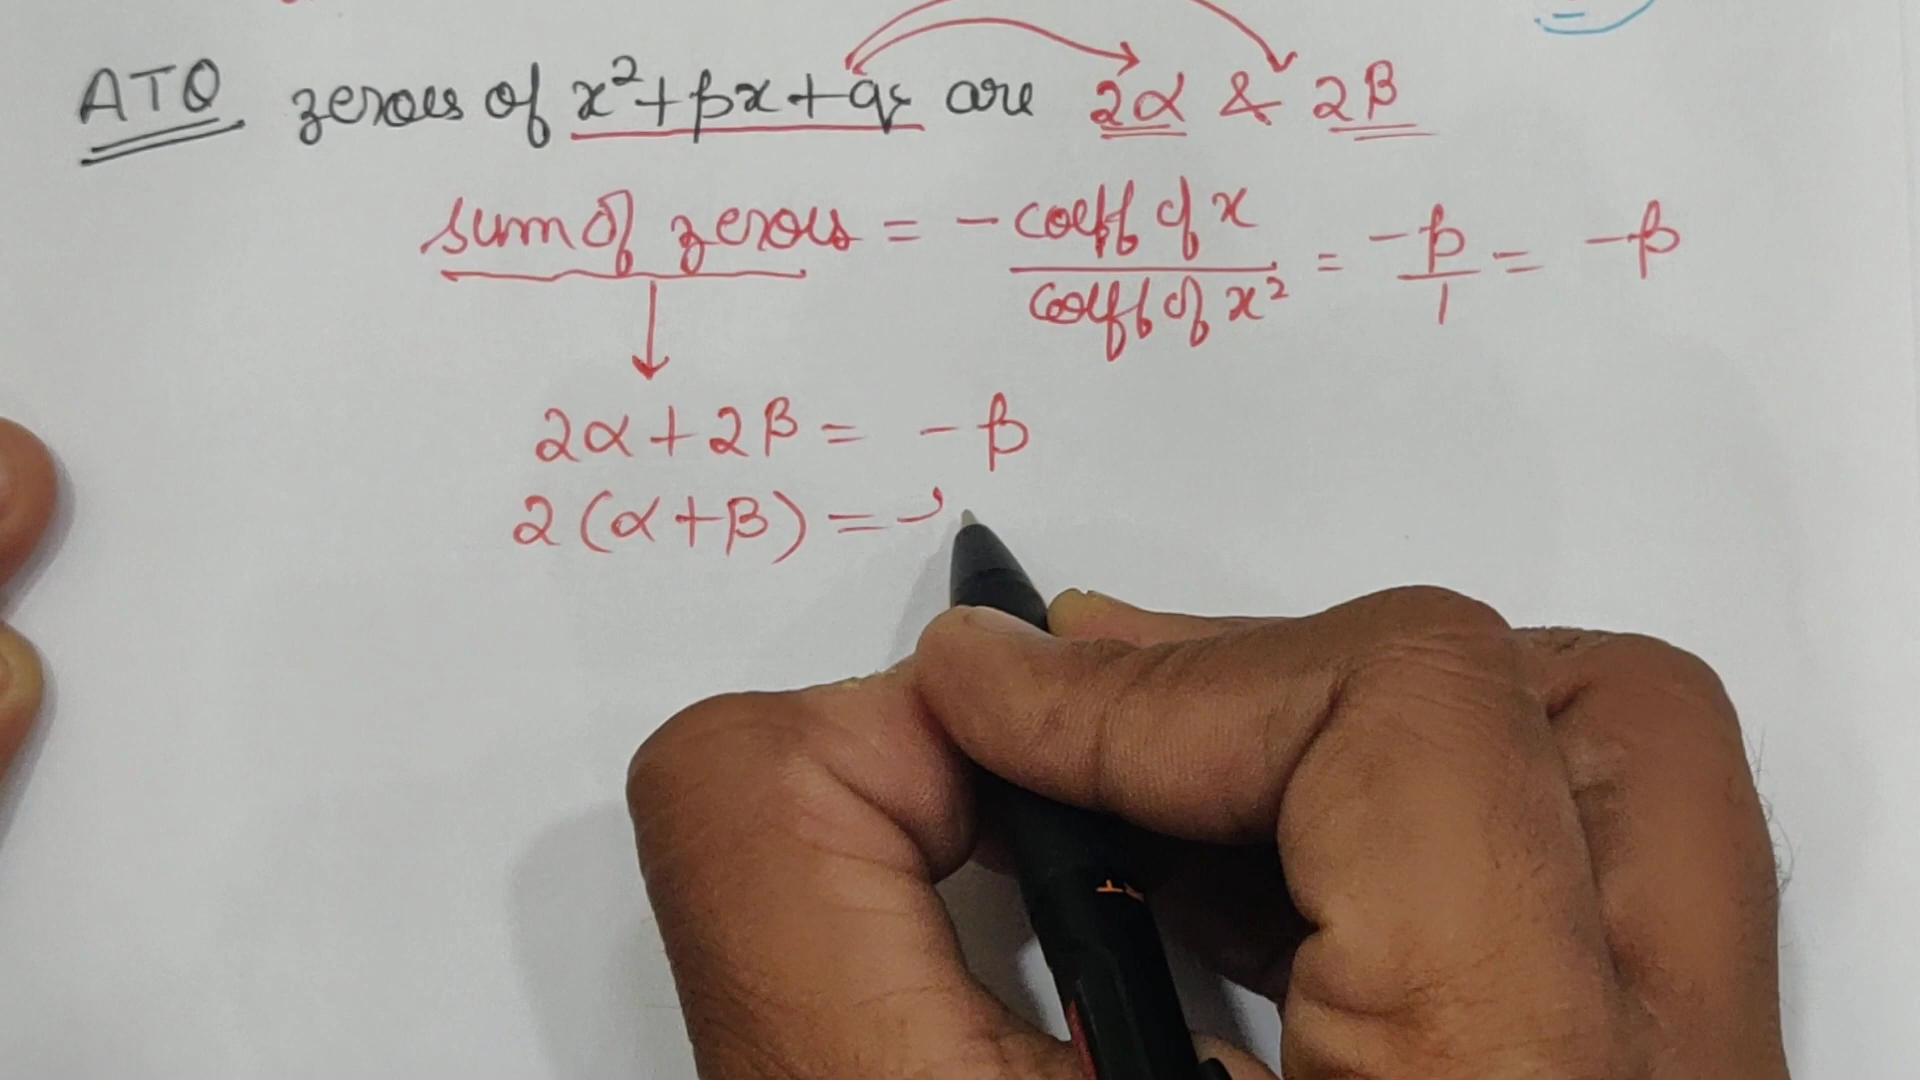 ATQ zeroes of x²+px+q are 2α & 2β
sum of zeroes = -coeff of x / coeff of x² = -p/1 = -p
2α+2β = -p
2(α+β) = -